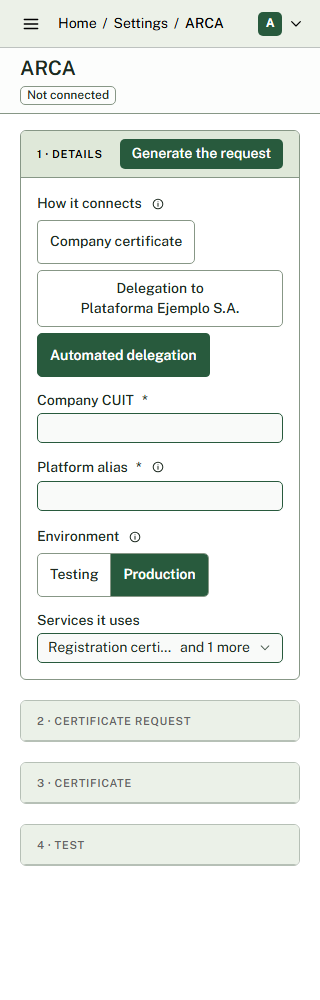 Home / Settings / ARCA
A
ARCA
Not connected
1 · DETAILS
Generate the request
How it connects
Company certificate
Delegation to
Plataforma Ejemplo S.A.
Automated delegation
Company CUIT *
Platform alias *
Environment
Testing
Production
Services it uses
Registration certi... and 1 more
2 · CERTIFICATE REQUEST
3 · CERTIFICATE
4 · TEST